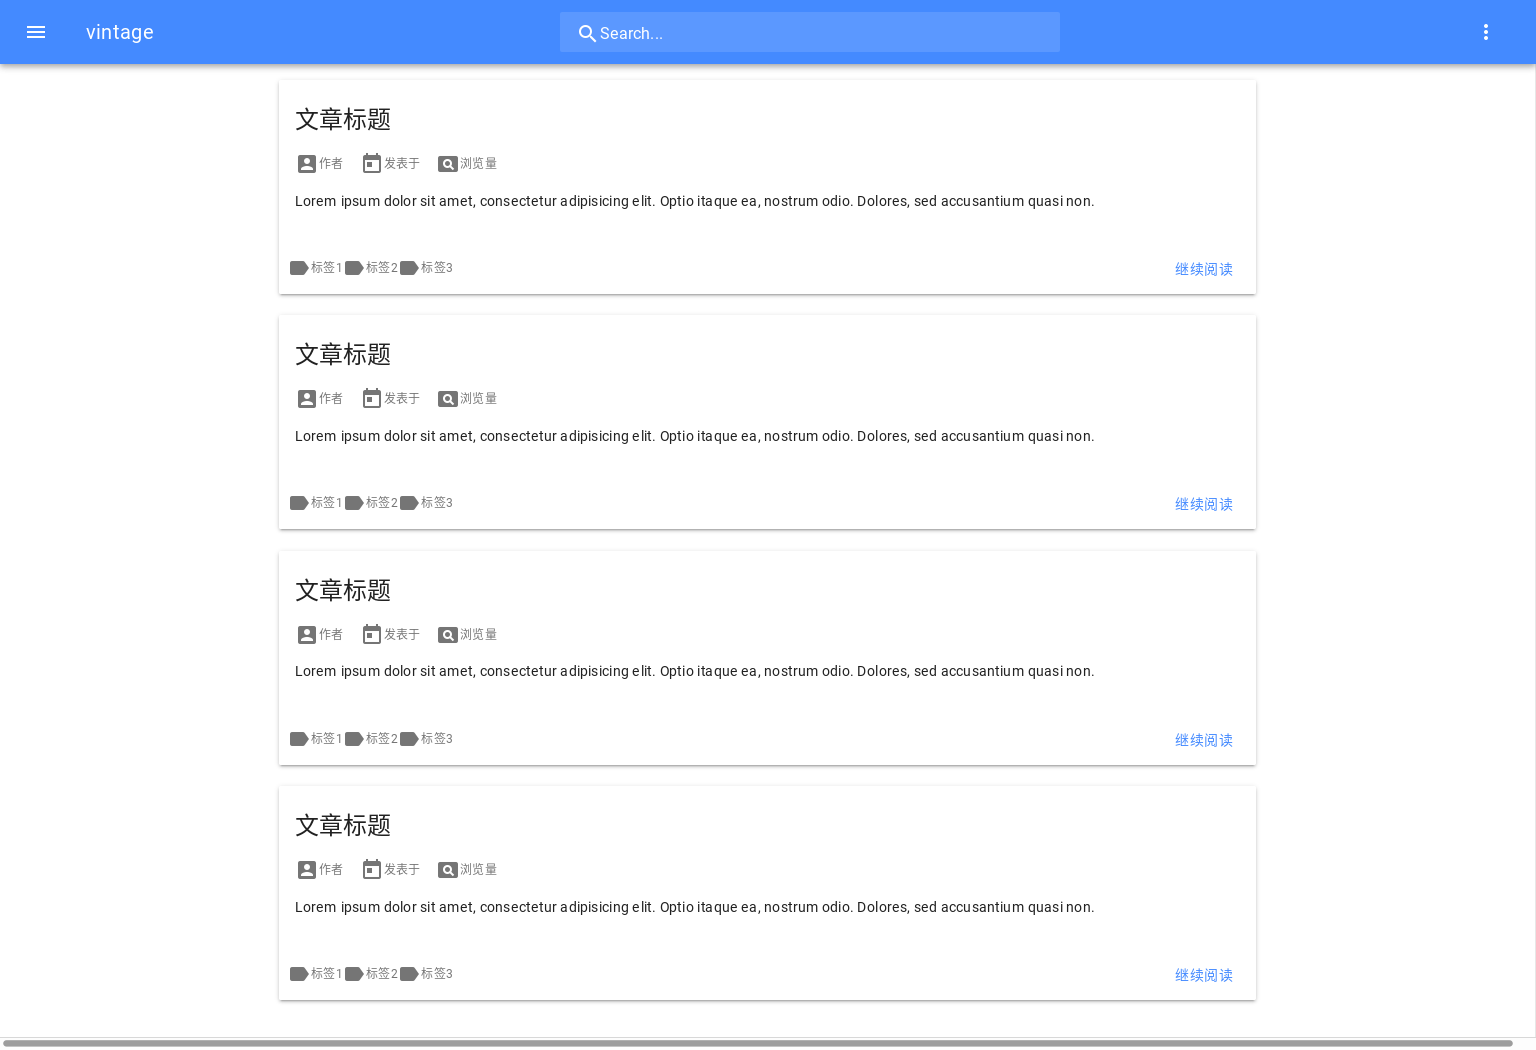 vintage
Search...
文章标题
作者 发表于 浏览量
Lorem ipsum dolor sit amet, consectetur adipisicing elit. Optio itaque ea, nostrum odio. Dolores, sed accusantium quasi non.
标签1 标签2 标签3 继续阅读
文章标题
作者 发表于 浏览量
Lorem ipsum dolor sit amet, consectetur adipisicing elit. Optio itaque ea, nostrum odio. Dolores, sed accusantium quasi non.
标签1 标签2 标签3 继续阅读
文章标题
作者 发表于 浏览量
Lorem ipsum dolor sit amet, consectetur adipisicing elit. Optio itaque ea, nostrum odio. Dolores, sed accusantium quasi non.
标签1 标签2 标签3 继续阅读
文章标题
作者 发表于 浏览量
Lorem ipsum dolor sit amet, consectetur adipisicing elit. Optio itaque ea, nostrum odio. Dolores, sed accusantium quasi non.
标签1 标签2 标签3 继续阅读